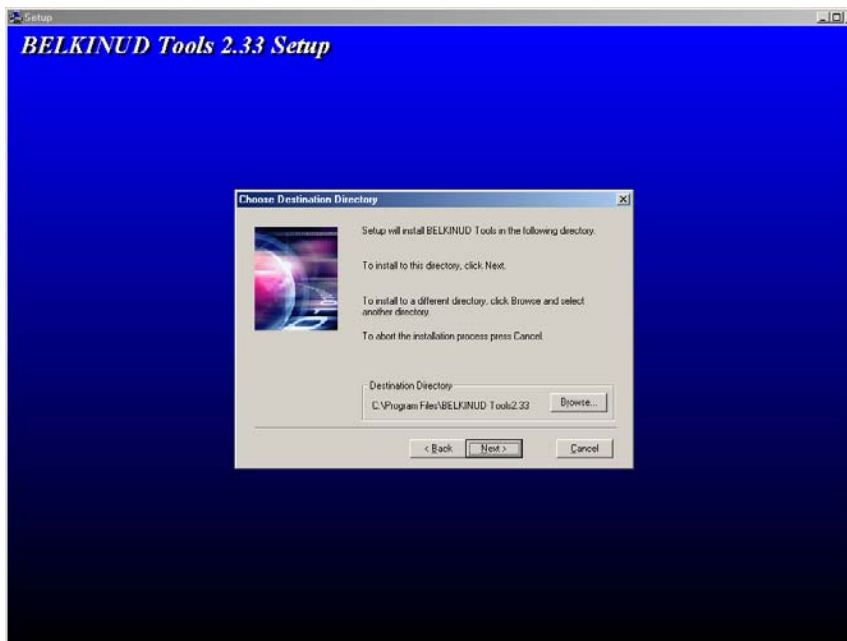 Setup
BELKINUD Tools 2.33 Setup
Choose Destination Directory
Setup will install BELKINUD Tools in the following directory.
To install to this directory, click Next.
To install to a different directory, click Browse and select
another directory.
To abort the installation process press Cancel.
Destination Directory
C:\Program Files\BELKINUD Tools2.33
Browse...
< Back
Next >
Cancel